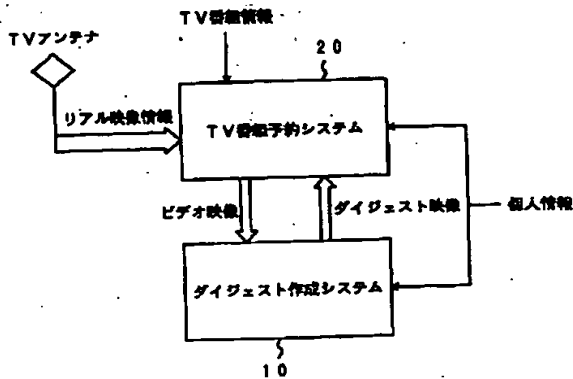 TV番組情報
TVアンテナ
20
リアル映像情報
TV番組予約システム
ビデオ映像
ダイジェスト映像
個人情報
ダイジェスト作成システム
10